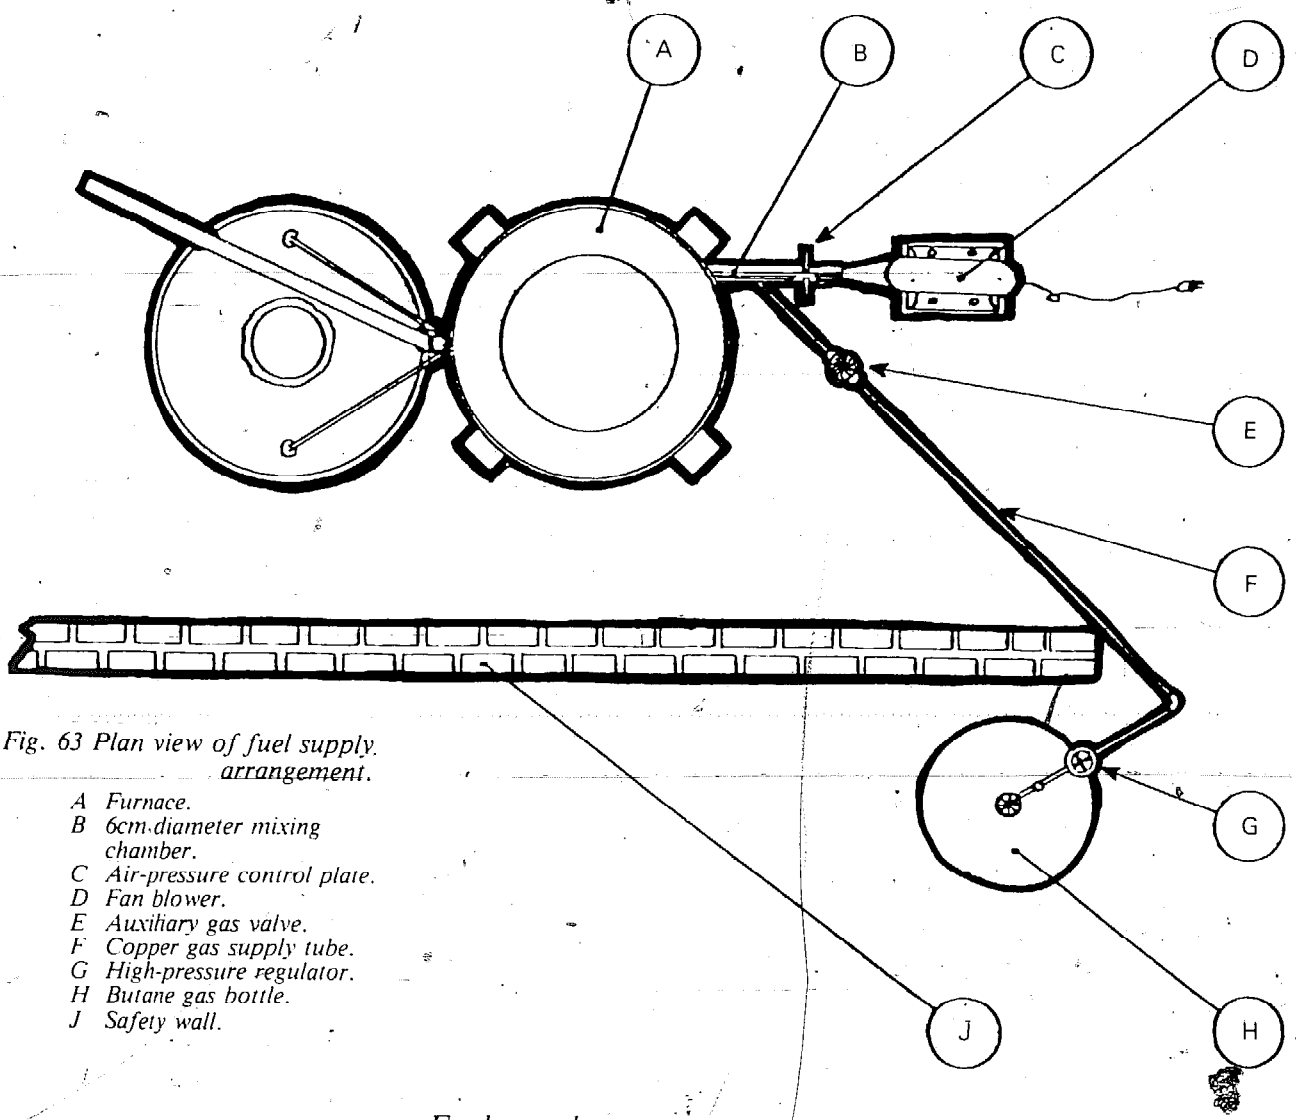 A
B
C
D
E
F
G
H
J
Fig. 63 Plan view of fuel supply
arrangement.
A Furnace.
B 6cm diameter mixing
chamber.
C Air-pressure control plate.
D Fan blower.
E Auxiliary gas valve.
F Copper gas supply tube.
G High-pressure regulator.
H Butane gas bottle.
J Safety wall.